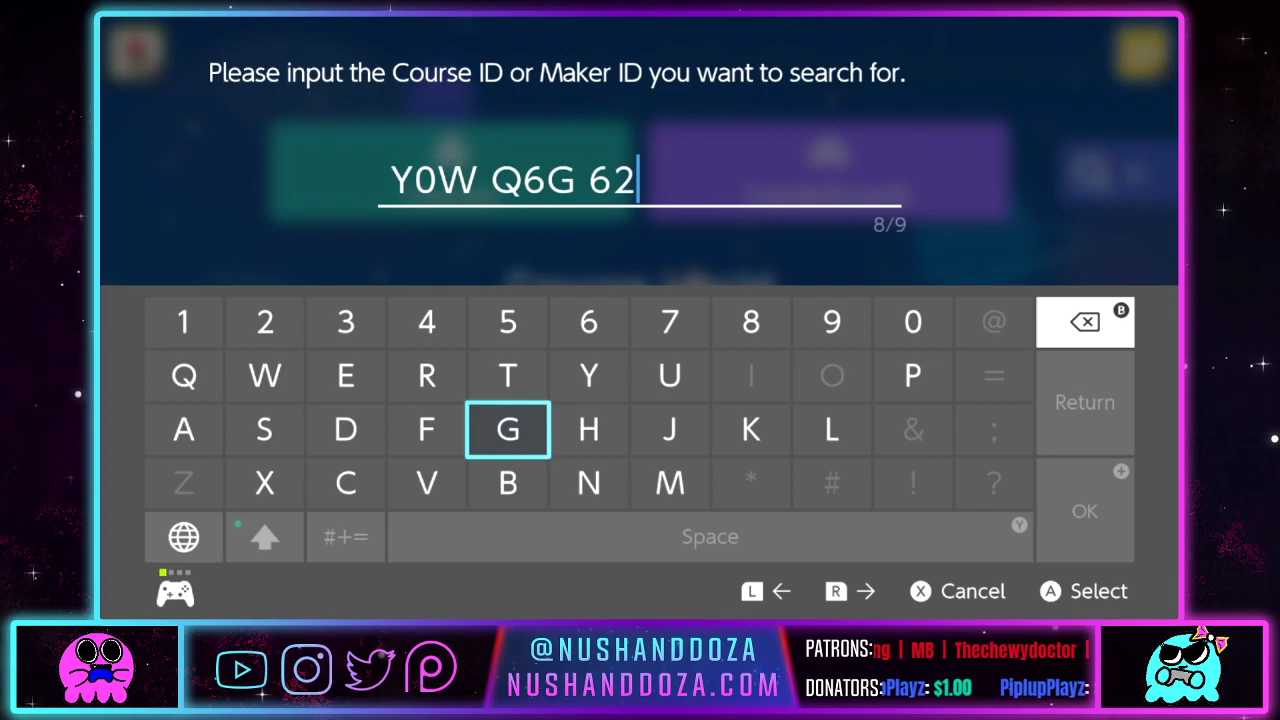 Please input the Course ID or Maker ID you want to search for.
Y0W Q6G 62
8/9
1 2 3 4 5 6 7 8 9 0 @ B
Q W E R T Y U I O P = Return
A S D F G H J K L & ;
Z X C V B N M * # ! ? + OK
#+= Space Y
L ← R → X Cancel A Select
@NUSHANDDOZA
NUSHANDDOZA.COM
PATRONS:ng | MB | Thechewydoctor |
DONATORS:Playz: $1.00 PiplupPlayz: